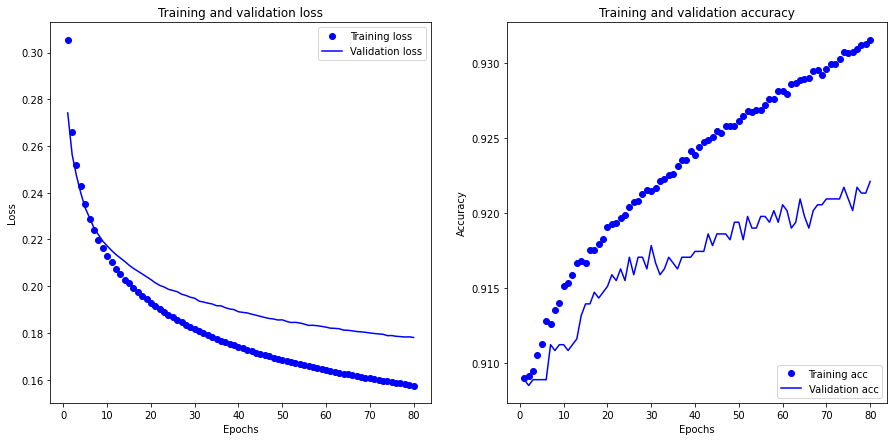 Training and validation loss
Training loss
Validation loss
0.30
0.28
0.26
0.24
0.22
0.20
0.18
0.16
Loss
0 10 20 30 40 50 60 70 80
Epochs
Training and validation accuracy
0.930
0.925
0.920
0.915
0.910
Accuracy
Training acc
Validation acc
0 10 20 30 40 50 60 70 80
Epochs